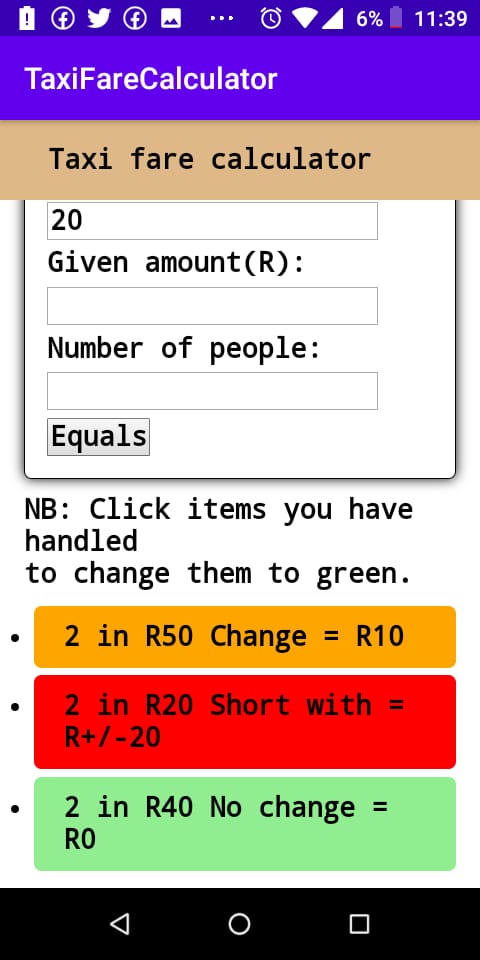 6% 11:39
TaxiFareCalculator
Taxi fare calculator
20
Given amount(R):
Number of people:
Equals
NB: Click items you have
handled
to change them to green.
2 in R50 Change = R10
2 in R20 Short with =
R+/-20
2 in R40 No change =
R0